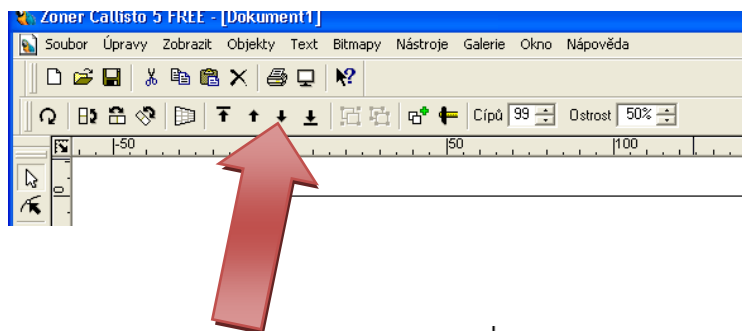 Zoner Callisto 5 FREE - [Dokument1]
Soubor Úpravy Zobrazit Objekty Text Bitmapy Nástroje Galerie Okno Nápověda
Cípů 99 Ostrost 50%
-50 50 100
0